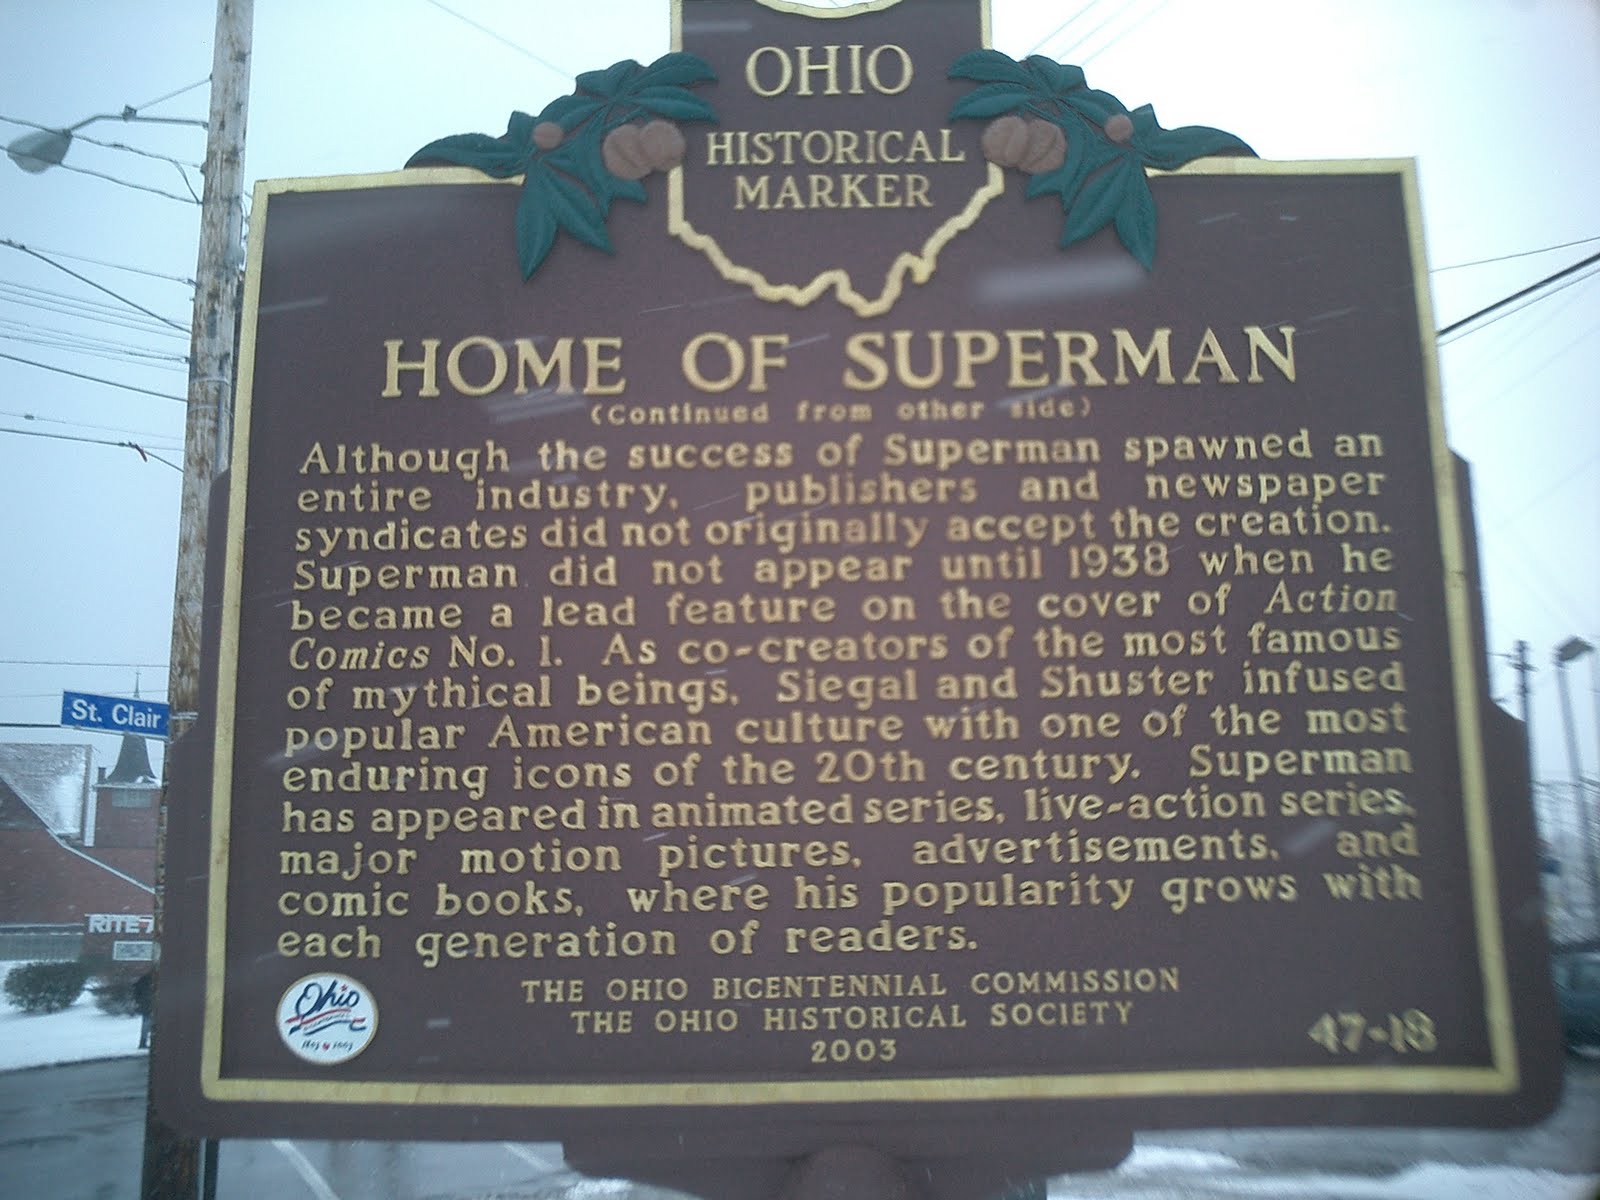 OHIO
HISTORICAL
MARKER
HOME OF SUPERMAN
(Continued from other side)
Although the success of Superman spawned an
entire industry, publishers and newspaper
syndicates did not originally accept the creation.
Superman did not appear until 1938 when he
became a lead feature on the cover of Action
Comics No. 1. As co-creators of the most famous
of mythical beings, Siegal and Shuster infused
popular American culture with one of the most
enduring icons of the 20th century. Superman
has appeared in animated series, live-action series,
major motion pictures, advertisements, and
comic books, where his popularity grows with
each generation of readers.
THE OHIO BICENTENNIAL COMMISSION
THE OHIO HISTORICAL SOCIETY
2003
47-18
Ohio
1803 2003
St. Clair
RITE